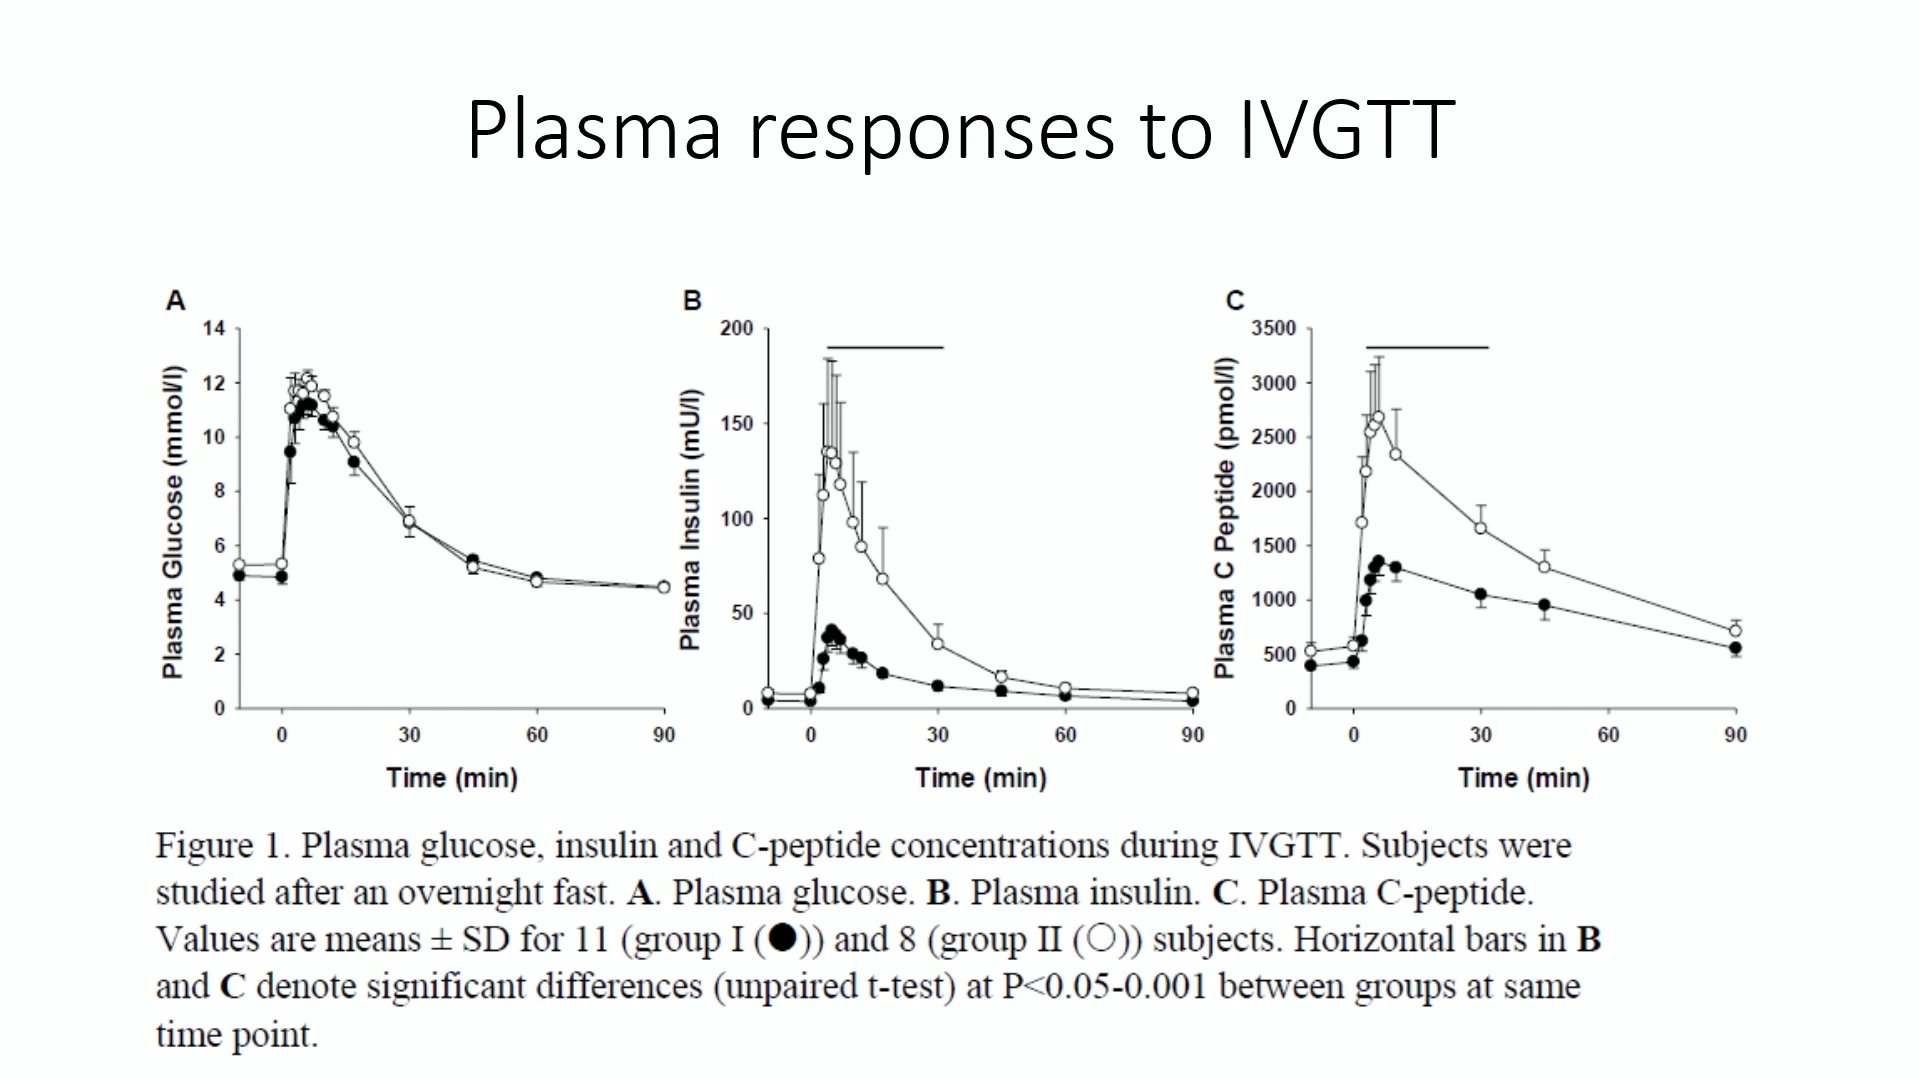 Plasma responses to IVGTT
A
14
12
10
8
6
4
2
0
0 30 60 90
Plasma Glucose (mmol/l)
Time (min)
B
200
150
100
50
0
0 30 60 90
Plasma Insulin (mU/l)
Time (min)
C
3500
3000
2500
2000
1500
1000
500
0
0 30 60 90
Plasma C Peptide (pmol/l)
Time (min)
Figure 1. Plasma glucose, insulin and C-peptide concentrations during IVGTT. Subjects were
studied after an overnight fast. A. Plasma glucose. B. Plasma insulin. C. Plasma C-peptide.
Values are means ± SD for 11 (group I (●)) and 8 (group II (○)) subjects. Horizontal bars in B
and C denote significant differences (unpaired t-test) at P<0.05-0.001 between groups at same
time point.